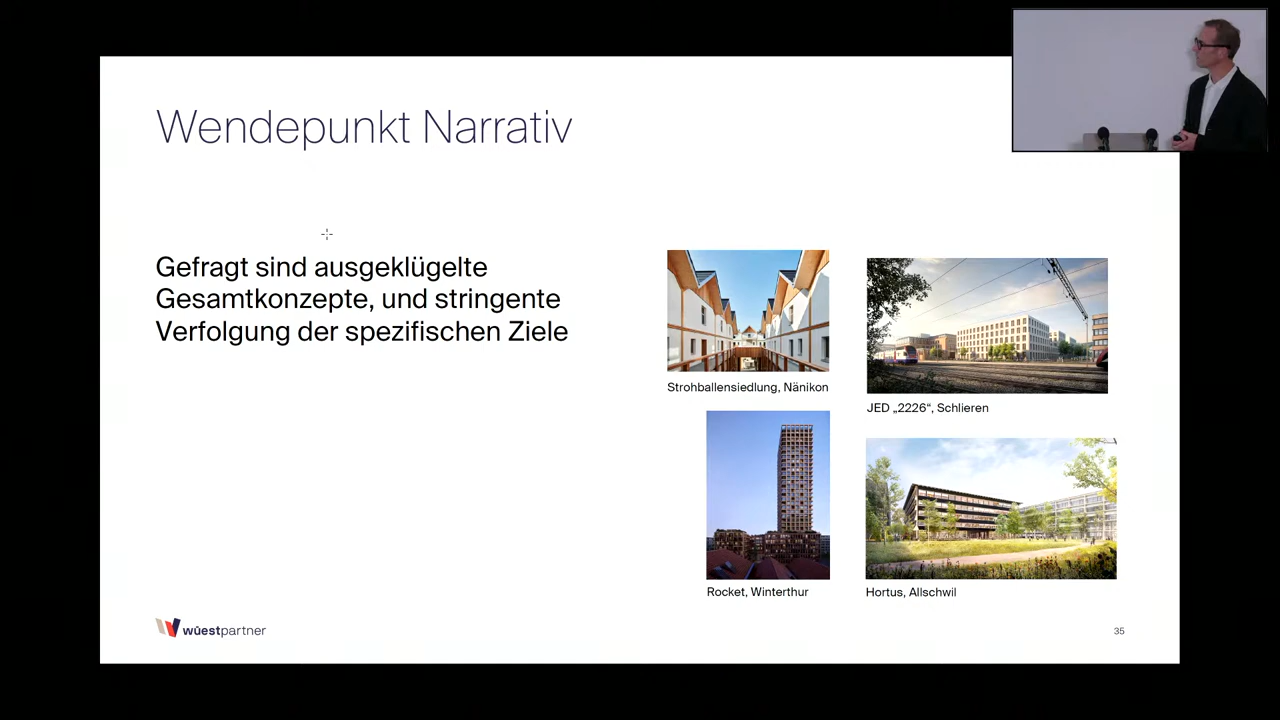 Wendepunkt Narrativ
Gefragt sind ausgeklügelte
Gesamtkonzepte, und stringente
Verfolgung der spezifischen Ziele
Strohballensiedlung, Nänikon
JED „2226“, Schlieren
Rocket, Winterthur
Hortus, Allschwil
wüestpartner
35